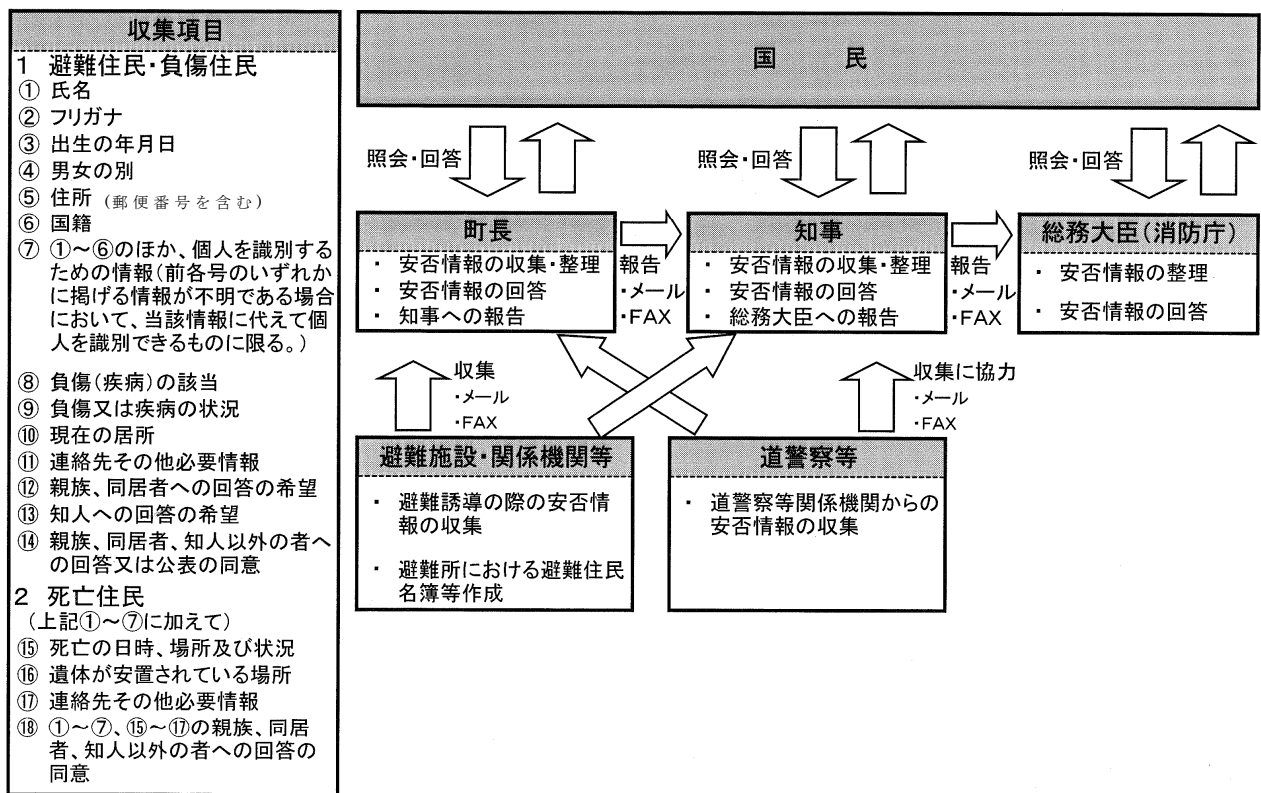 収集項目
1 避難住民・負傷住民
① 氏名
② フリガナ
③ 出生の年月日
④ 男女の別
⑤ 住所 (郵便番号を含む)
⑥ 国籍
⑦ ①～⑥のほか、個人を識別する
ための情報(前各号のいずれか
に掲げる情報が不明である場合
において、当該情報に代えて個
人を識別できるものに限る。)
⑧ 負傷(疾病)の該当
⑨ 負傷又は疾病の状況
⑩ 現在の居所
⑪ 連絡先その他必要情報
⑫ 親族、同居者への回答の希望
⑬ 知人への回答の希望
⑭ 親族、同居者、知人以外の者へ
の回答又は公表の同意
2 死亡住民
(上記①～⑦に加えて)
⑮ 死亡の日時、場所及び状況
⑯ 遺体が安置されている場所
⑰ 連絡先その他必要情報
⑱ ①～⑦、⑮～⑰の親族、同居
者、知人以外の者への回答の
同意
国 民
照会・回答
照会・回答
照会・回答
町長
・ 安否情報の収集・整理
・ 安否情報の回答
・ 知事への報告
報告
・メール
・FAX
知事
・ 安否情報の収集・整理
・ 安否情報の回答
・ 総務大臣への報告
報告
・メール
・FAX
総務大臣(消防庁)
・ 安否情報の整理
・ 安否情報の回答
収集
・メール
・FAX
収集に協力
・メール
・FAX
避難施設・関係機関等
・ 避難誘導の際の安否情
報の収集
・ 避難所における避難住民
名簿等作成
道警察等
・ 道警察等関係機関からの
安否情報の収集